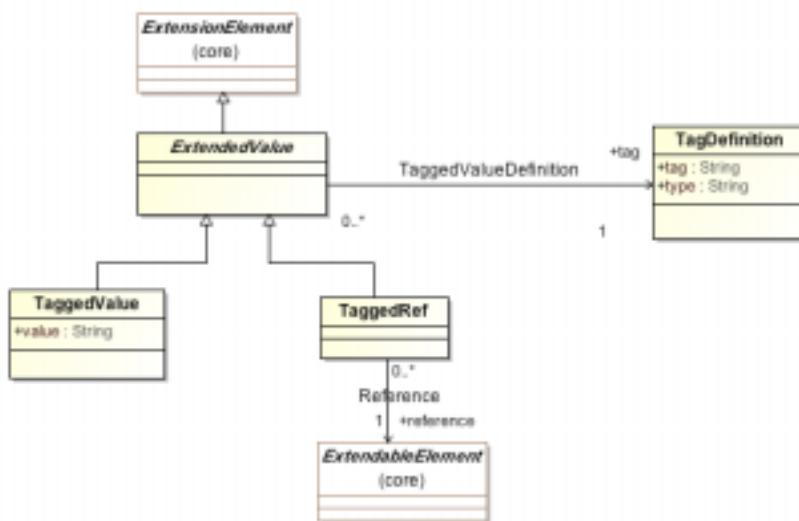 ExtensionElement
(core)
ExtendedValue
TaggedValueDefinition
+tag
TagDefinition
+tag : String
+type : String
0..*
1
TaggedValue
+value : String
TaggedRef
0..*
Reference
1 +reference
ExtendableElement
(core)